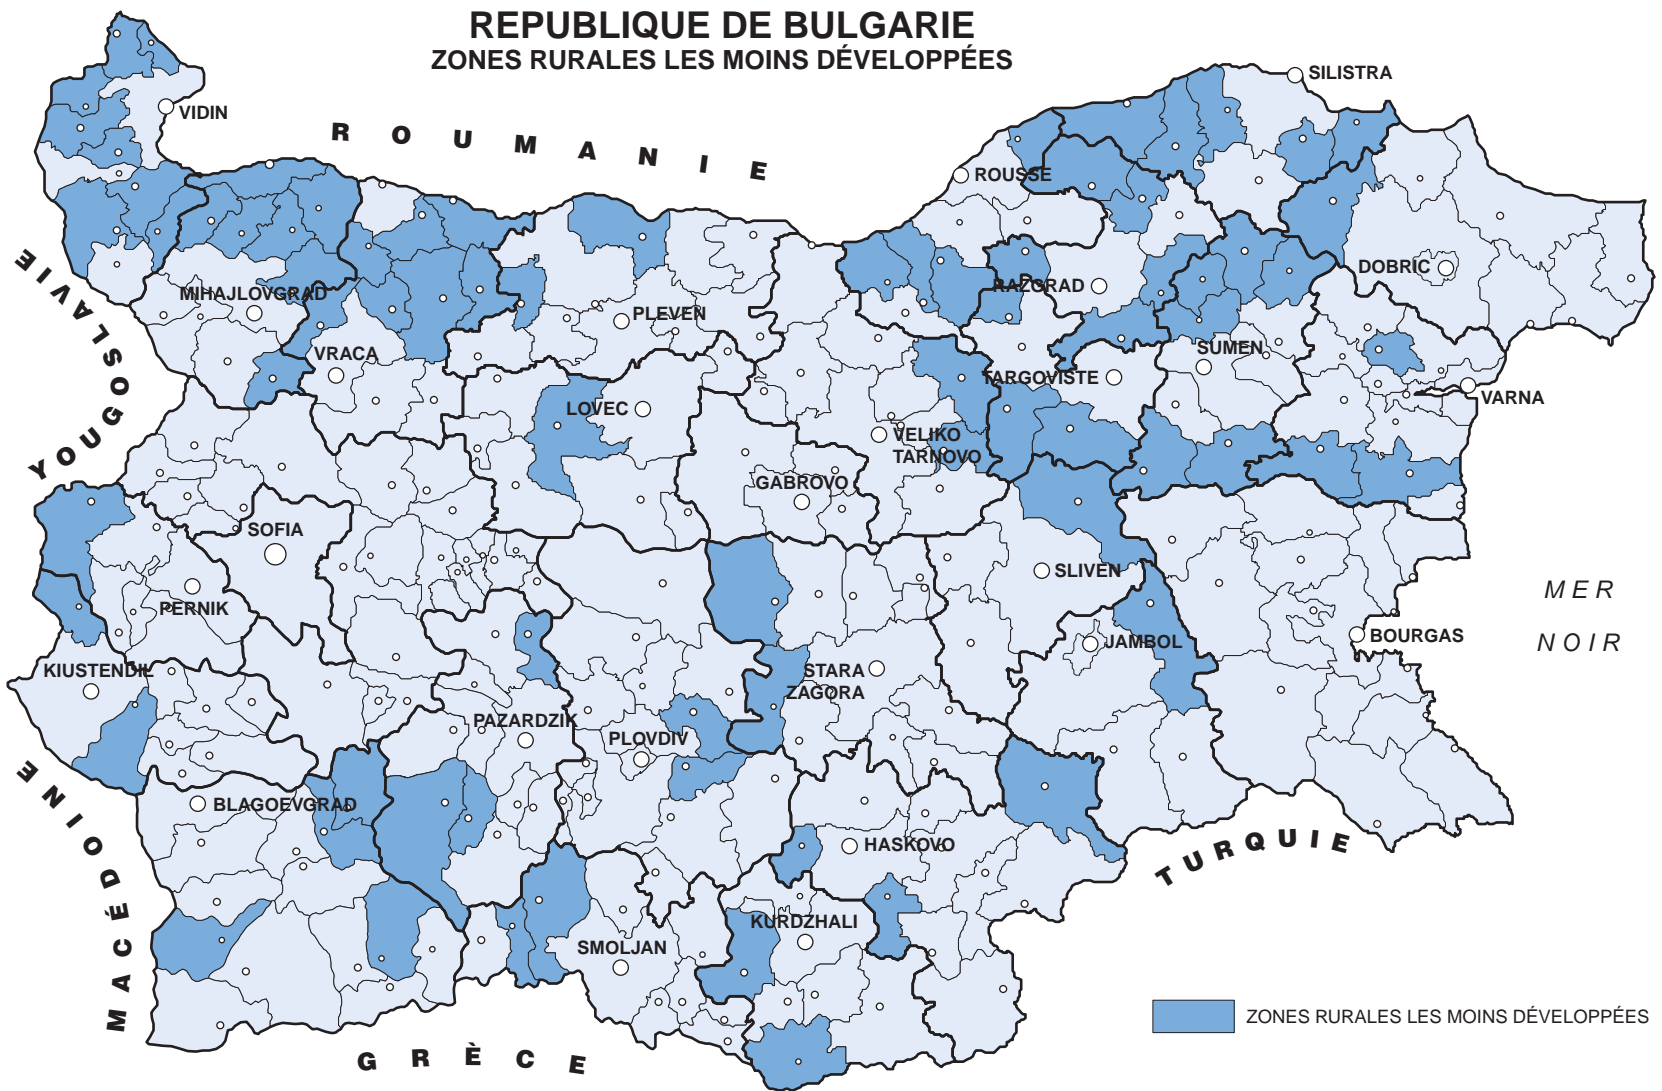 REPUBLIQUE DE BULGARIE
ZONES RURALES LES MOINS DÉVELOPPÉES
SILISTRA
VIDIN
ROUMANIE
ROUSSE
DOBRIC
RAZGRAD
MIHAJLOVGRAD
PLEVEN
YOUGOSLAVIE
VRACA
SUMEN
TARGOVISTE
VARNA
LOVEC
VELIKO
TARNOVO
GABROVO
SOFIA
SLIVEN
MER
NOIR
PERNIK
BOURGAS
JAMBOL
KIUSTENDIL
STARA
ZAGORA
PAZARDZIK
PLOVDIV
BLAGOEVGRAD
HASKOVO
TURQUIE
MACÉDOINE
KURDZHALI
SMOLJAN
ZONES RURALES LES MOINS DÉVELOPPÉES
GRÈCE